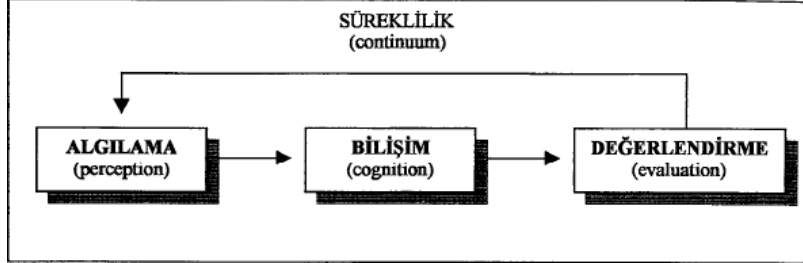 SÜREKLİLİK
(continuum)
ALGILAMA
(perception)
BİLİŞİM
(cognition)
DEĞERLENDİRME
(evaluation)